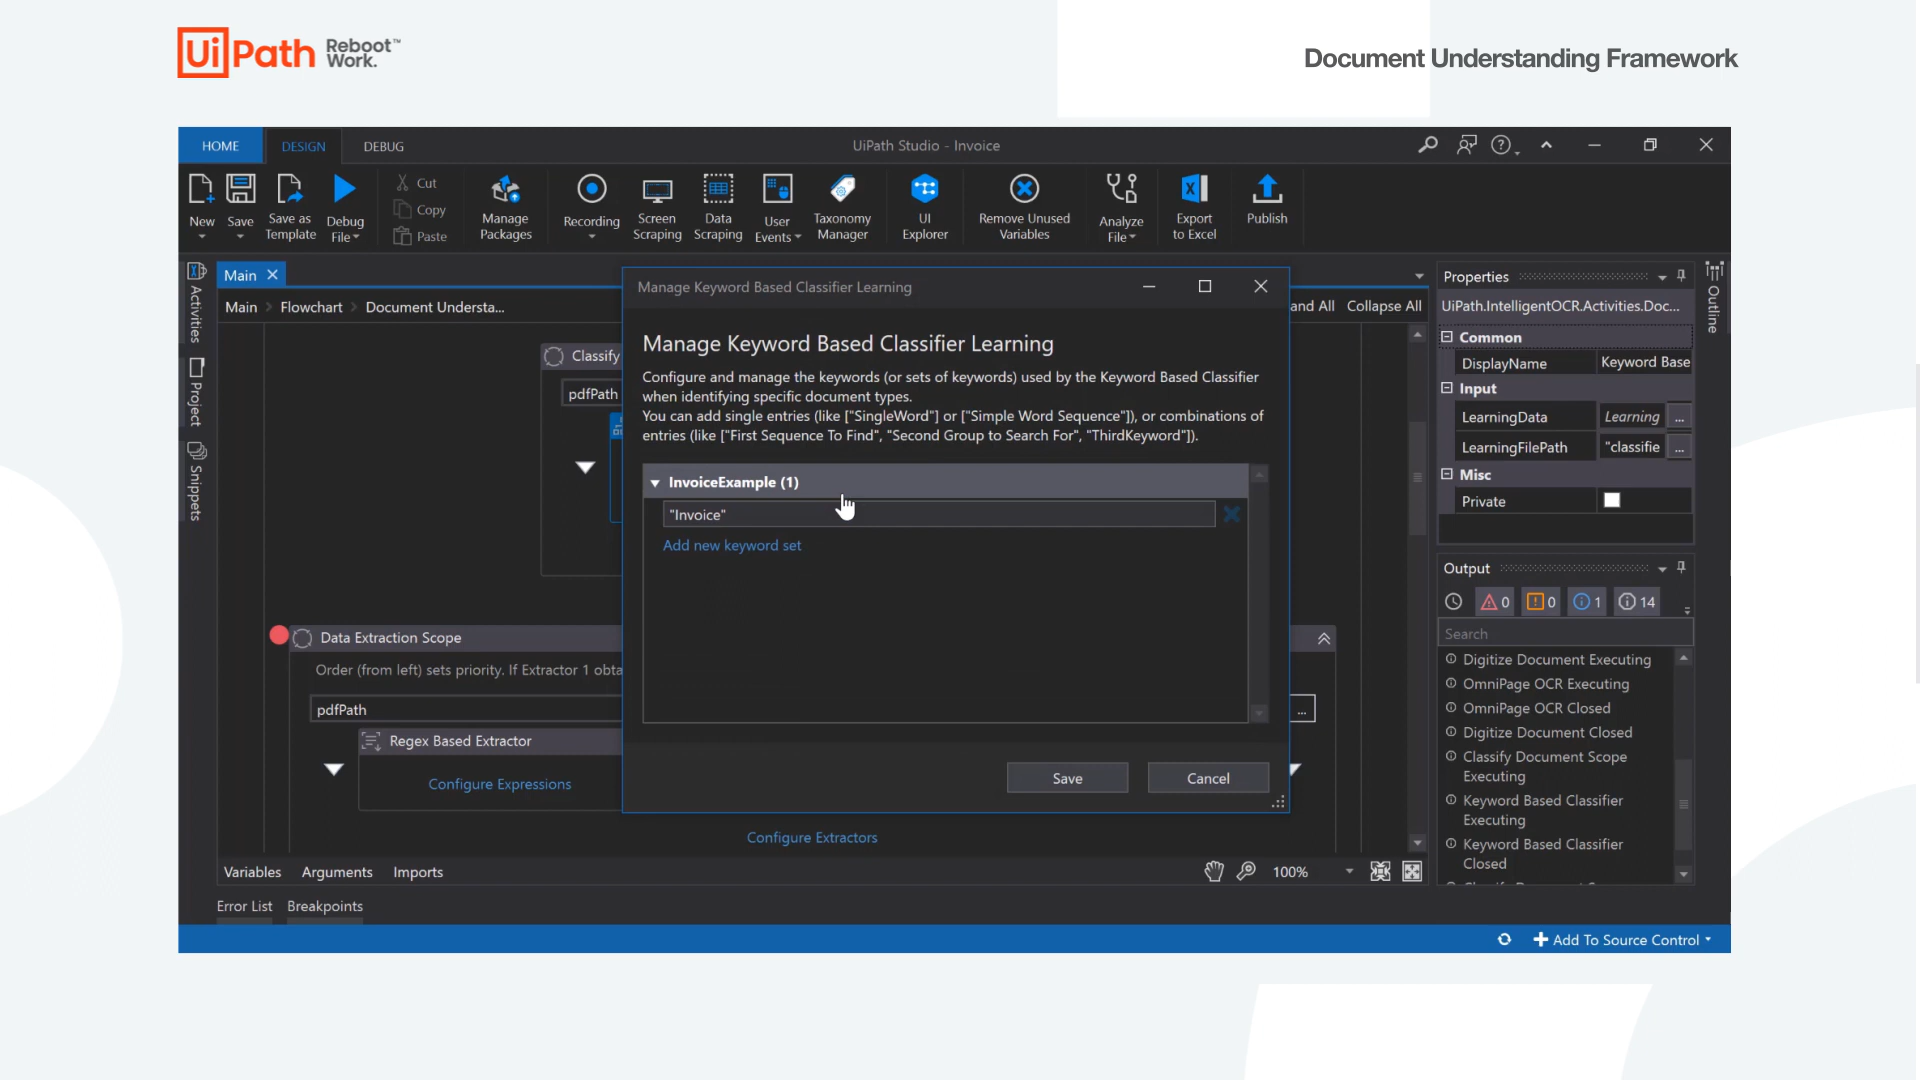 UiPath Reboot Work.™
Document Understanding Framework
HOME DESIGN DEBUG
UiPath Studio - Invoice
New
Save
Save as Template
Debug File
Cut
Copy
Paste
Manage Packages
Recording
Screen Scraping
Data Scraping
User Events
Taxonomy Manager
UI Explorer
Remove Unused Variables
Analyze File
Export to Excel
Publish
Activities
Project
Snippets
Main
Main > Flowchart > Document Understa...
and All Collapse All
Classify
pdfPath
Data Extraction Scope
Order (from left) sets priority. If Extractor 1 obta
pdfPath
...
Regex Based Extractor
Configure Expressions
Configure Extractors
Manage Keyword Based Classifier Learning
Manage Keyword Based Classifier Learning
Configure and manage the keywords (or sets of keywords) used by the Keyword Based Classifier
when identifying specific document types.
You can add single entries (like ["SingleWord"] or ["Simple Word Sequence"]), or combinations of
entries (like ["First Sequence To Find", "Second Group to Search For", "ThirdKeyword"]).
InvoiceExample (1)
"Invoice"
Add new keyword set
Save Cancel
Properties
UiPath.IntelligentOCR.Activities.Doc...
Common
DisplayName Keyword Base
Input
LearningData Learning ...
LearningFilePath "classifie ...
Misc
Private
Outline
Output
0 0 1 14
Search
Digitize Document Executing
OmniPage OCR Executing
OmniPage OCR Closed
Digitize Document Closed
Classify Document Scope
Executing
Keyword Based Classifier
Executing
Keyword Based Classifier
Closed
Variables Arguments Imports
100%
Error List Breakpoints
Add To Source Control